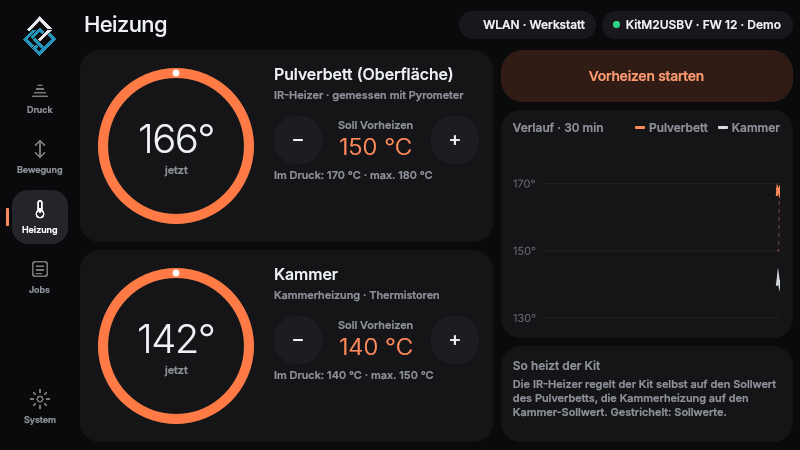 Heizung
WLAN · Werkstatt
KitM2USBV · FW 12 · Demo
Druck
Bewegung
Heizung
Jobs
System
166°
jetzt
Pulverbett (Oberfläche)
IR-Heizer · gemessen mit Pyrometer
Soll Vorheizen
− 150 °C +
Im Druck: 170 °C · max. 180 °C
142°
jetzt
Kammer
Kammerheizung · Thermistoren
Soll Vorheizen
− 140 °C +
Im Druck: 140 °C · max. 150 °C
Vorheizen starten
Verlauf · 30 min
Pulverbett
Kammer
170°
150°
130°
So heizt der Kit
Die IR-Heizer regelt der Kit selbst auf den Sollwert
des Pulverbetts, die Kammerheizung auf den
Kammer-Sollwert. Gestrichelt: Sollwerte.